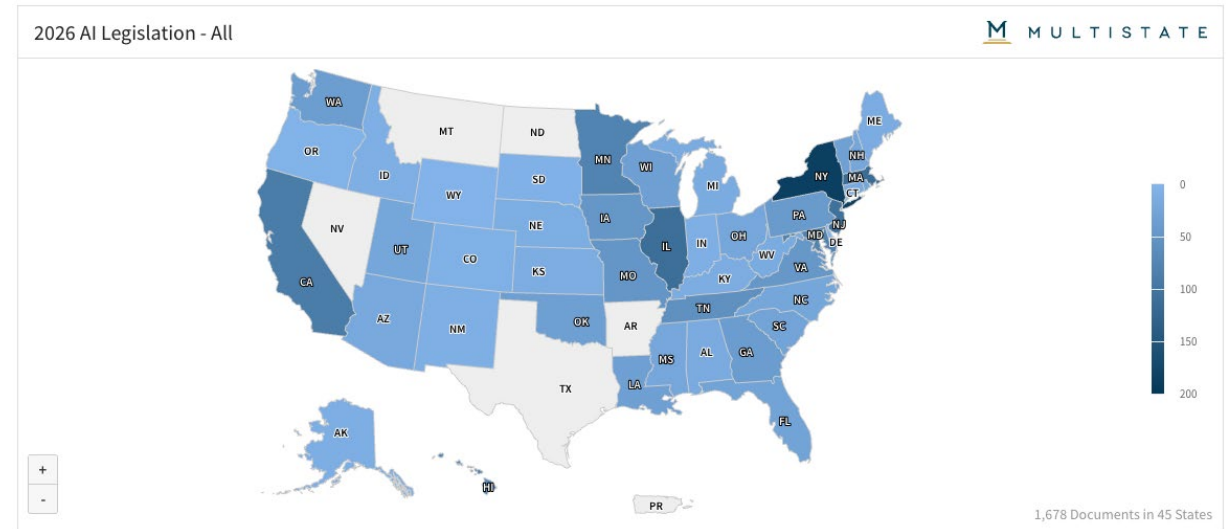 2026 AI Legislation - All
M MULTISTATE
WA
MT
ND
MN
ME
OR
ID
WI
NH
SD
MI
NY
MA
WY
CT
IA
PA
NE
NJ
NV
OH
MD
UT
IL
IN
DE
CO
WV
KS
MO
VA
CA
KY
NC
TN
AZ
OK
AR
SC
NM
MS
AL
GA
TX
LA
FL
AK
HI
PR
0
50
100
150
200
+
-
1,678 Documents in 45 States